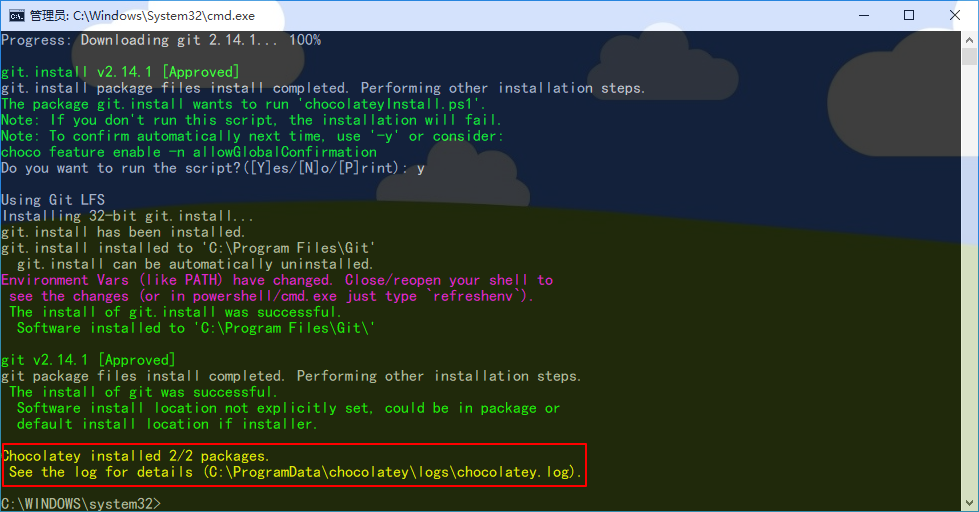 管理员: C:\Windows\System32\cmd.exe
Progress: Downloading git 2.14.1... 100%
git.install v2.14.1 [Approved]
git.install package files install completed. Performing other installation steps.
The package git.install wants to run 'chocolateyInstall.ps1'.
Note: If you don't run this script, the installation will fail.
Note: To confirm automatically next time, use '-y' or consider:
choco feature enable -n allowGlobalConfirmation
Do you want to run the script?([Y]es/[N]o/[P]rint): y
Using Git LFS
Installing 32-bit git.install...
git.install has been installed.
git.install installed to 'C:\Program Files\Git'
  git.install can be automatically uninstalled.
Environment Vars (like PATH) have changed. Close/reopen your shell to
 see the changes (or in powershell/cmd.exe just type `refreshenv`).
 The install of git.install was successful.
  Software installed to 'C:\Program Files\Git\'
git v2.14.1 [Approved]
git package files install completed. Performing other installation steps.
 The install of git was successful.
  Software install location not explicitly set, could be in package or
  default install location if installer.
Chocolatey installed 2/2 packages.
 See the log for details (C:\ProgramData\chocolatey\logs\chocolatey.log).
C:\WINDOWS\system32>